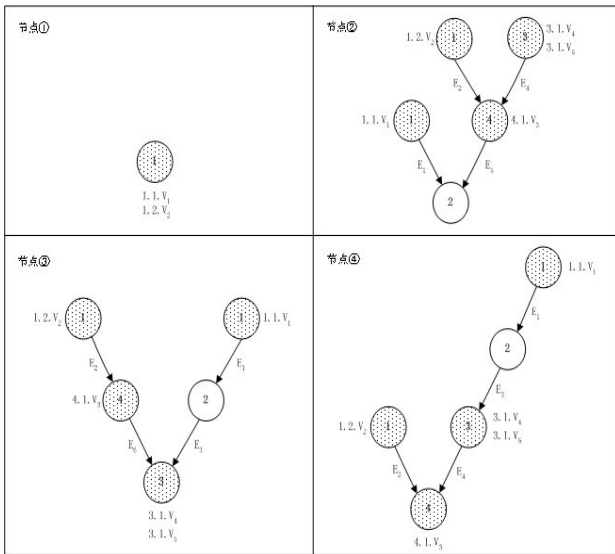 节点①
1
1.1.V₁
1.2.V₂
节点②
1.2.V₂ 1 3 3.1.V₄
3.1.V₅
E₂ E₄
1.1.V₁ 1 4 4.1.V₃
E₁ E₅
2
节点③
1.2.V₂ 1 1 1.1.V₁
E₂ E₁
4.1.V₃ 4 2
E₆ E₃
3
3.1.V₄
3.1.V₅
节点④
1 1.1.V₁
E₁
2
E₃
1.2.V₂ 1 3 3.1.V₄
3.1.V₅
E₂ E₄
4
4.1.V₃